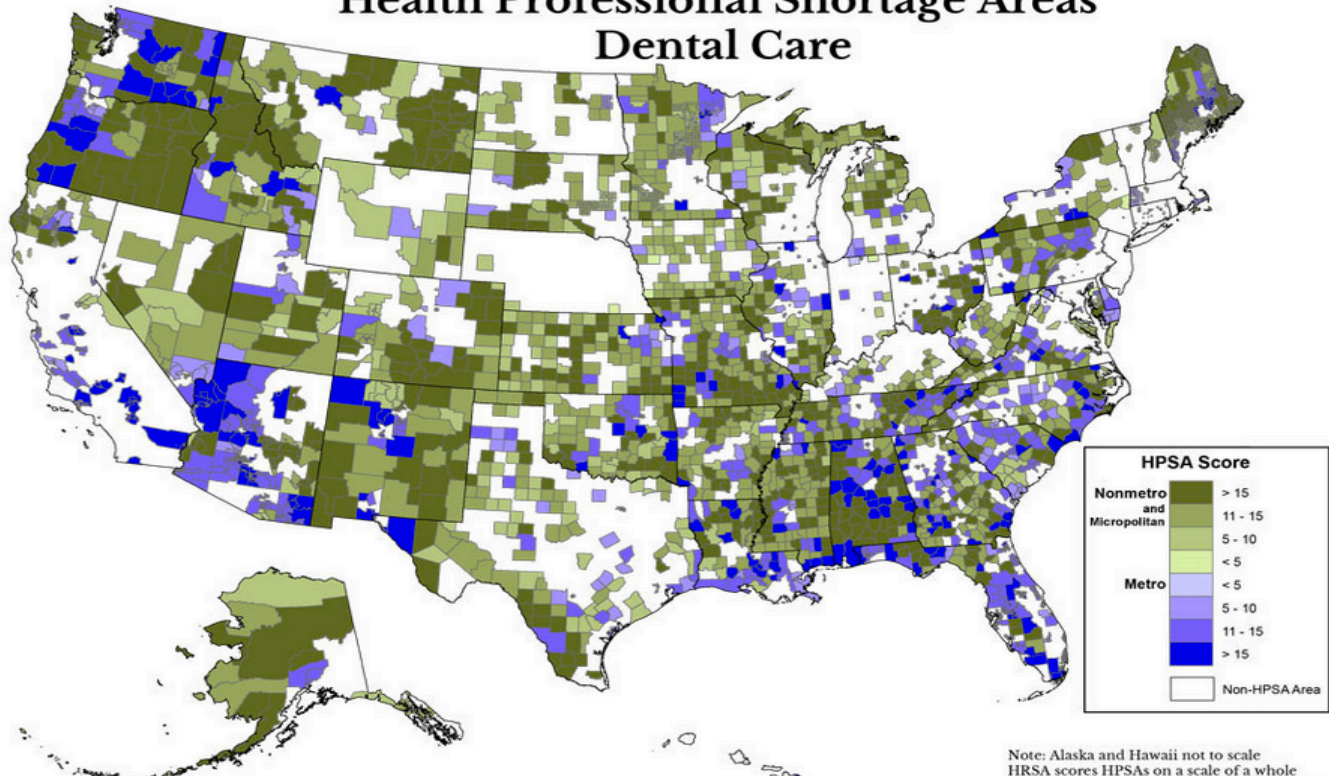 Health Professional Shortage Areas
Dental Care
HPSA Score
Nonmetro
and
Micropolitan
> 15
11 - 15
5 - 10
< 5
Metro
< 5
5 - 10
11 - 15
> 15
Non-HPSA Area
Note: Alaska and Hawaii not to scale
HRSA scores HPSAs on a scale of a whole